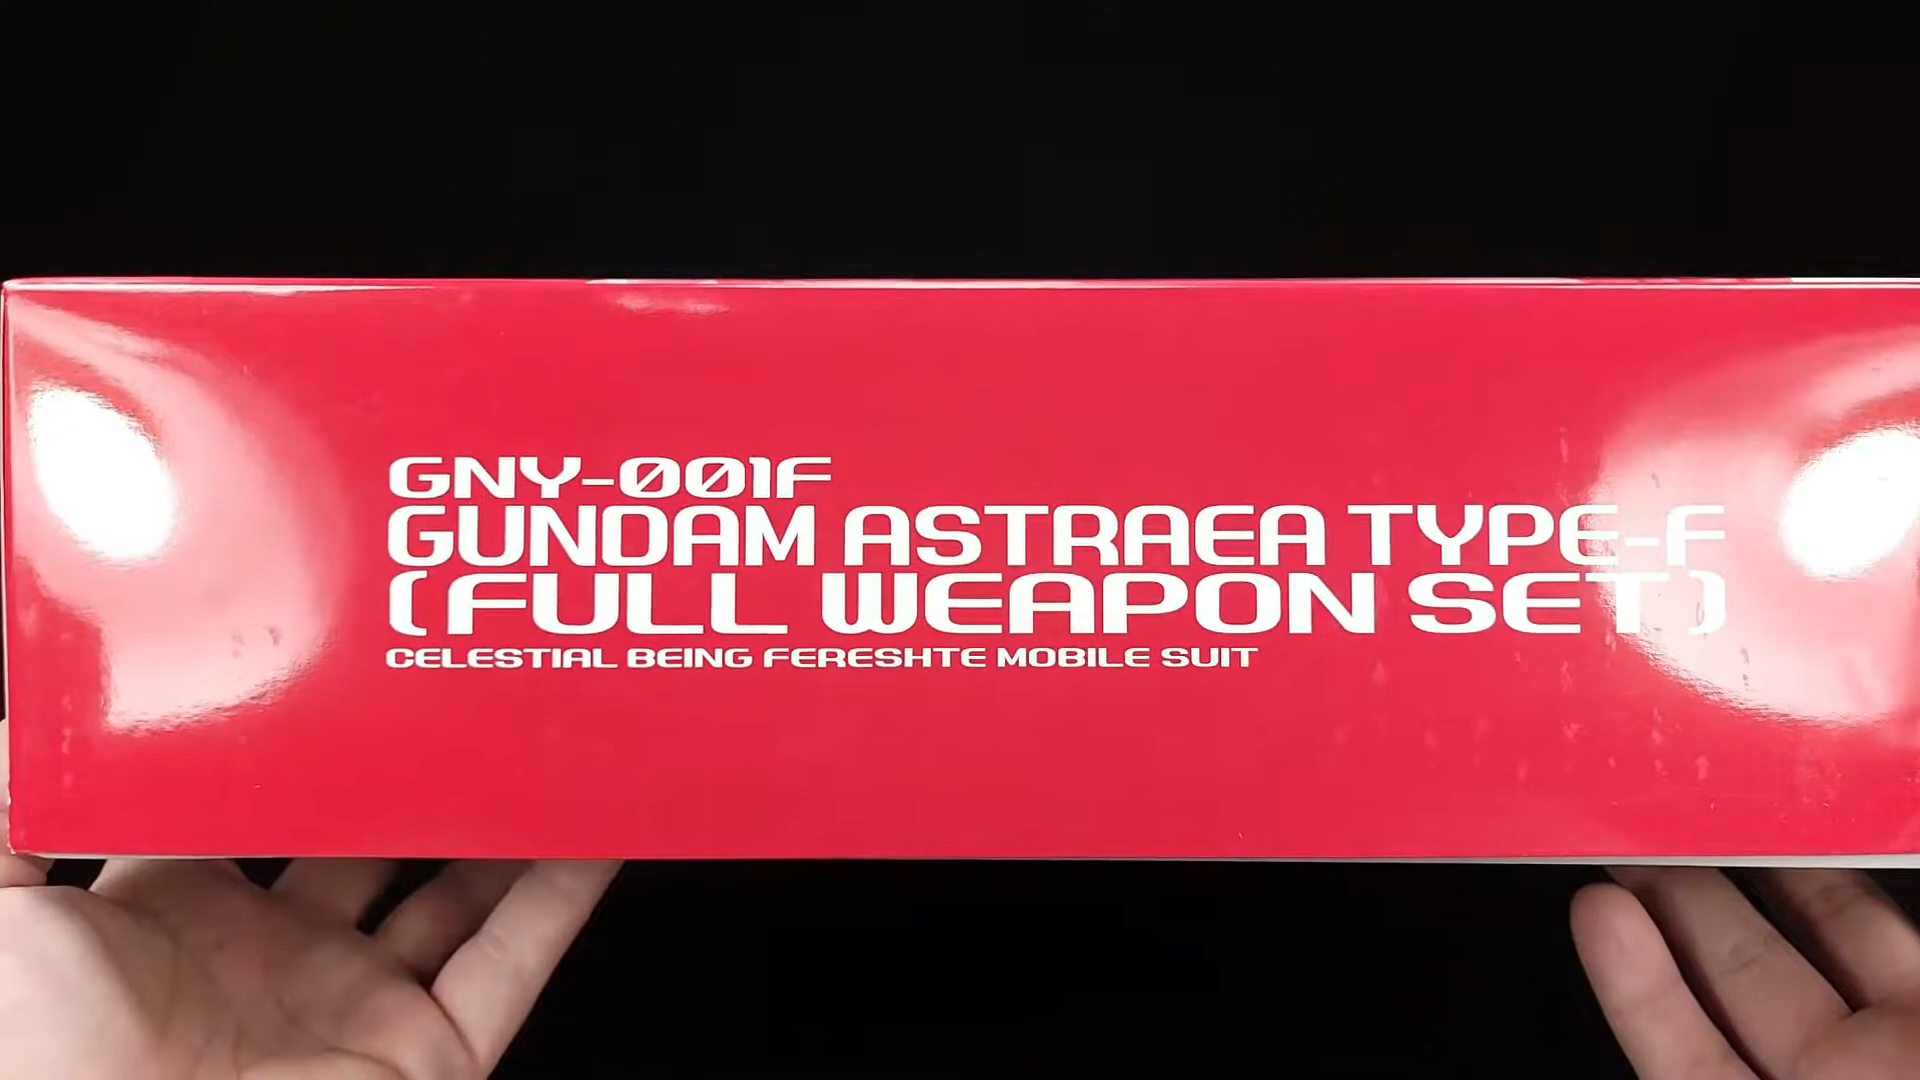 GNY-001F
GUNDAM ASTRAEA TYPE-F
(FULL WEAPON SET)
CELESTIAL BEING FERESHTE MOBILE SUIT